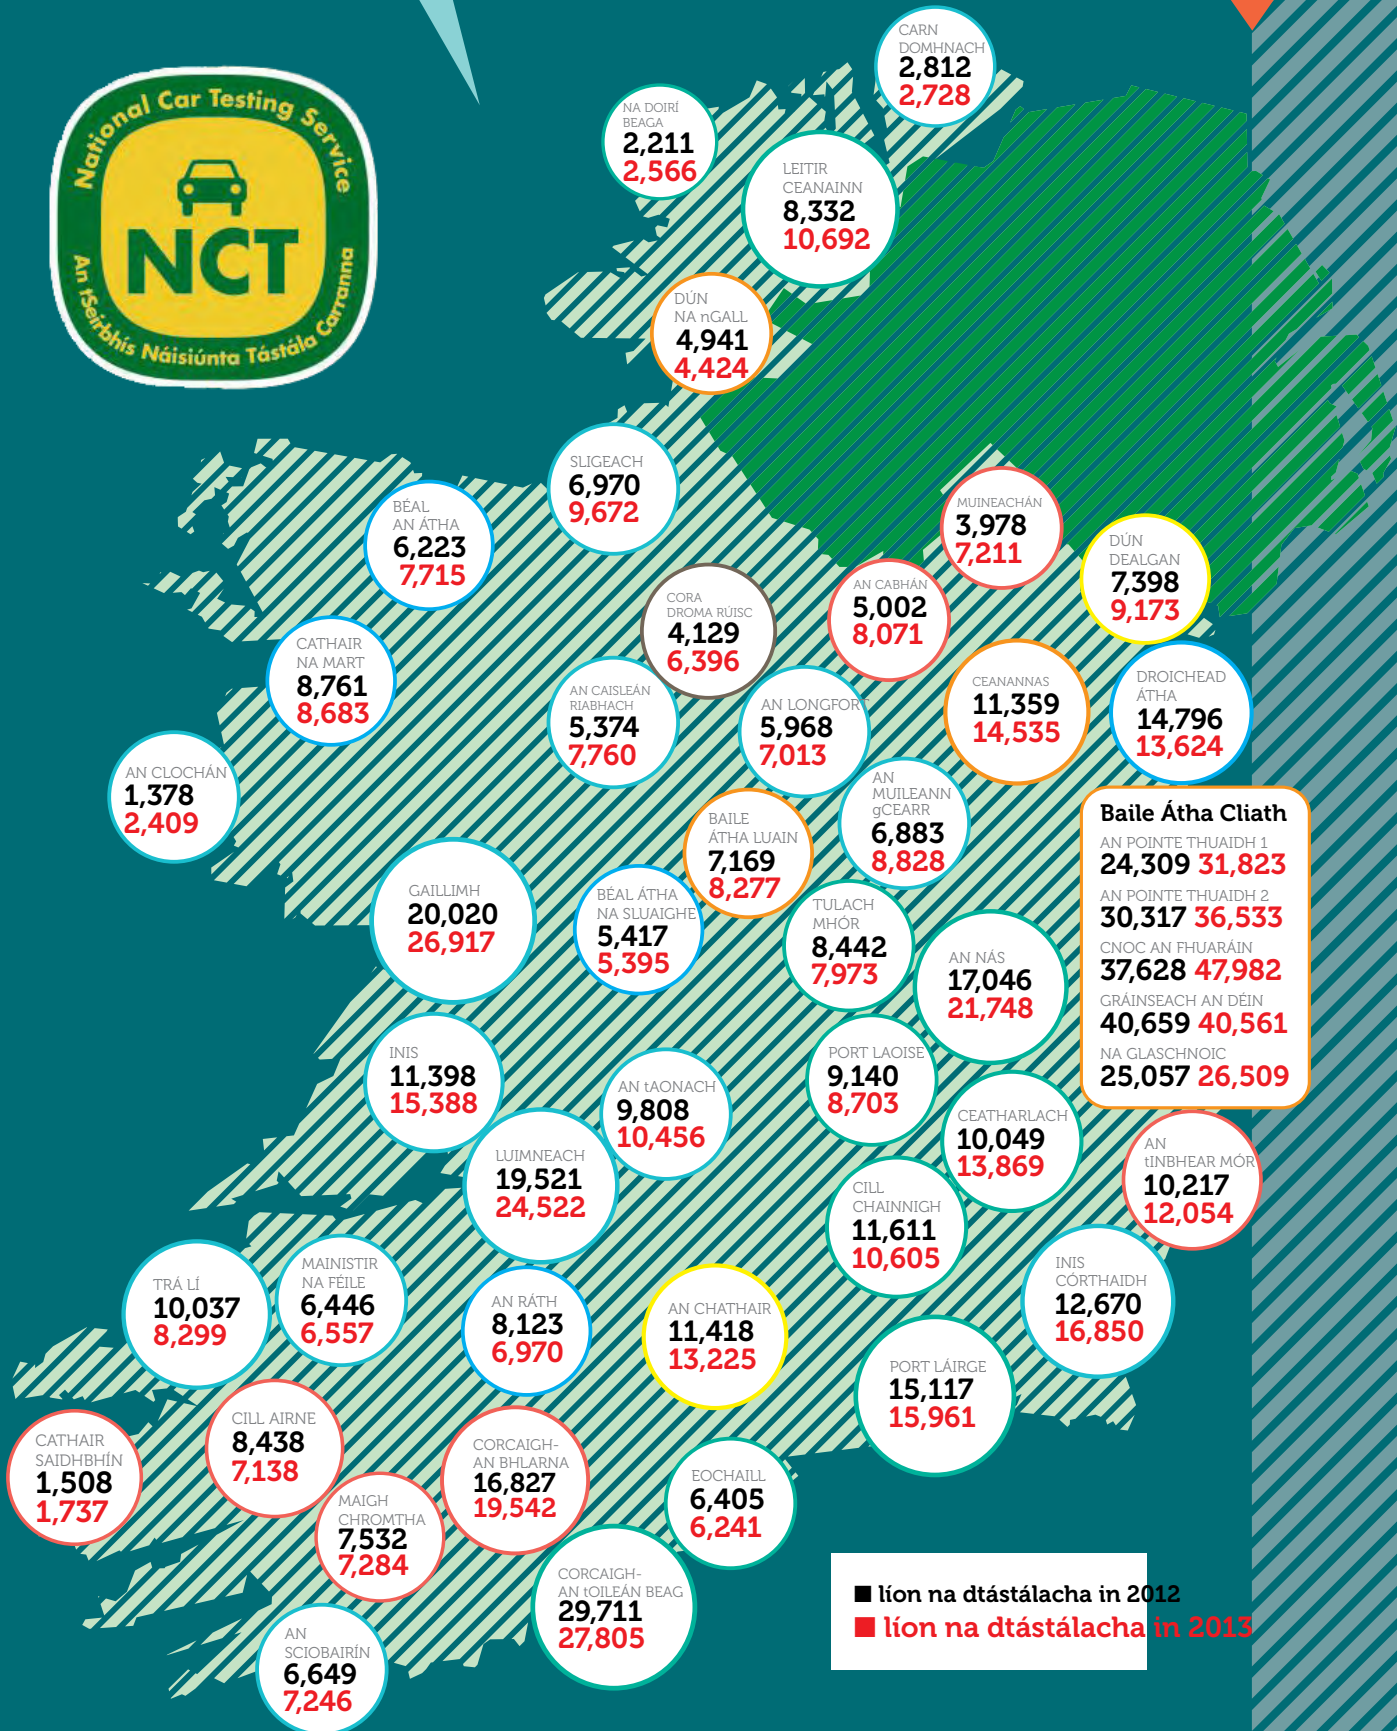 National Car Testing Service
NCT
An tSeirbhís Náisiúnta Tástála Carranna
CARN
DOMHNACH
2,812
2,728
NA DOIRÍ
BEAGA
2,211
2,566
LEITIR
CEANAINN
8,332
10,692
DÚN
NA nGALL
4,941
4,424
SLIGEACH
6,970
9,672
BÉAL
AN ÁTHA
6,223
7,715
MUINEACHÁN
3,978
7,211
DÚN
DEALGAN
7,398
9,173
AN CABHÁN
5,002
8,071
CORA
DROMA RÚISC
4,129
6,396
CATHAIR
NA MART
8,761
8,683
AN CAISLEÁN
RIABHACH
5,374
7,760
AN LONGFORT
5,968
7,013
CEANANNAS
11,359
14,535
DROICHEAD
ÁTHA
14,796
13,624
AN CLOCHÁN
1,378
2,409
AN
MUILEANN
gCEARR
6,883
8,828
BAILE
ÁTHA LUAIN
7,169
8,277
Baile Átha Cliath
AN POINTE THUAIDH 1
24,309 31,823
AN POINTE THUAIDH 2
30,317 36,533
CNOC AN FHUARÁIN
37,628 47,982
GRÁINSEACH AN DÉIN
40,659 40,561
NA GLASCHNOIC
25,057 26,509
GAILLIMH
20,020
26,917
BÉAL ÁTHA
NA SLUAIGHE
5,417
5,395
TULACH
MHÓR
8,442
7,973
AN NÁS
17,046
21,748
INIS
11,398
15,388
AN tAONACH
9,808
10,456
PORT LAOISE
9,140
8,703
CEATHARLACH
10,049
13,869
AN
tINBHEAR MÓR
10,217
12,054
LUIMNEACH
19,521
24,522
CILL
CHAINNIGH
11,611
10,605
INIS
CÓRTHAIDH
12,670
16,850
TRÁ LÍ
10,037
8,299
MAINISTIR
NA FÉILE
6,446
6,557
AN RÁTH
8,123
6,970
AN CHATHAIR
11,418
13,225
PORT LÁIRGE
15,117
15,961
CATHAIR
SAIDHBHÍN
1,508
1,737
CILL AIRNE
8,438
7,138
CORCAIGH-
AN BHLARNA
16,827
19,542
EOCHAILL
6,405
6,241
MAIGH
CHROMTHA
7,532
7,284
CORCAIGH-
AN tOILEÁN BEAG
29,711
27,805
AN
SCIOBAIRÍN
6,649
7,246
líon na dtástálacha in 2012
líon na dtástálacha in 2013